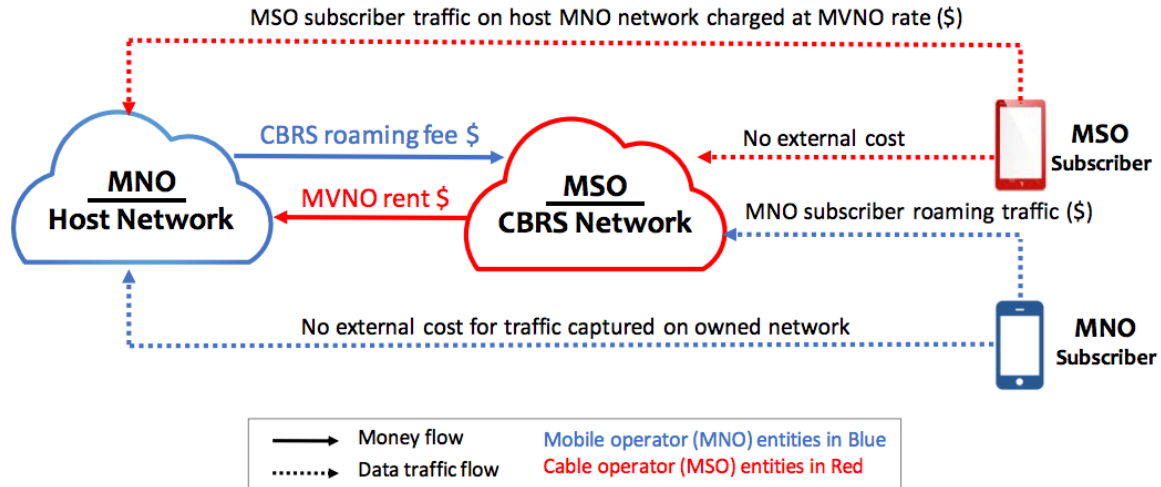 MSO subscriber traffic on host MNO network charged at MVNO rate ($)
CBRS roaming fee $
No external cost
MSO
Subscriber
MNO
Host Network
MVNO rent $
MSO
CBRS Network
MNO subscriber roaming traffic ($)
No external cost for traffic captured on owned network
MNO
Subscriber
Money flow
Mobile operator (MNO) entities in Blue
Data traffic flow
Cable operator (MSO) entities in Red